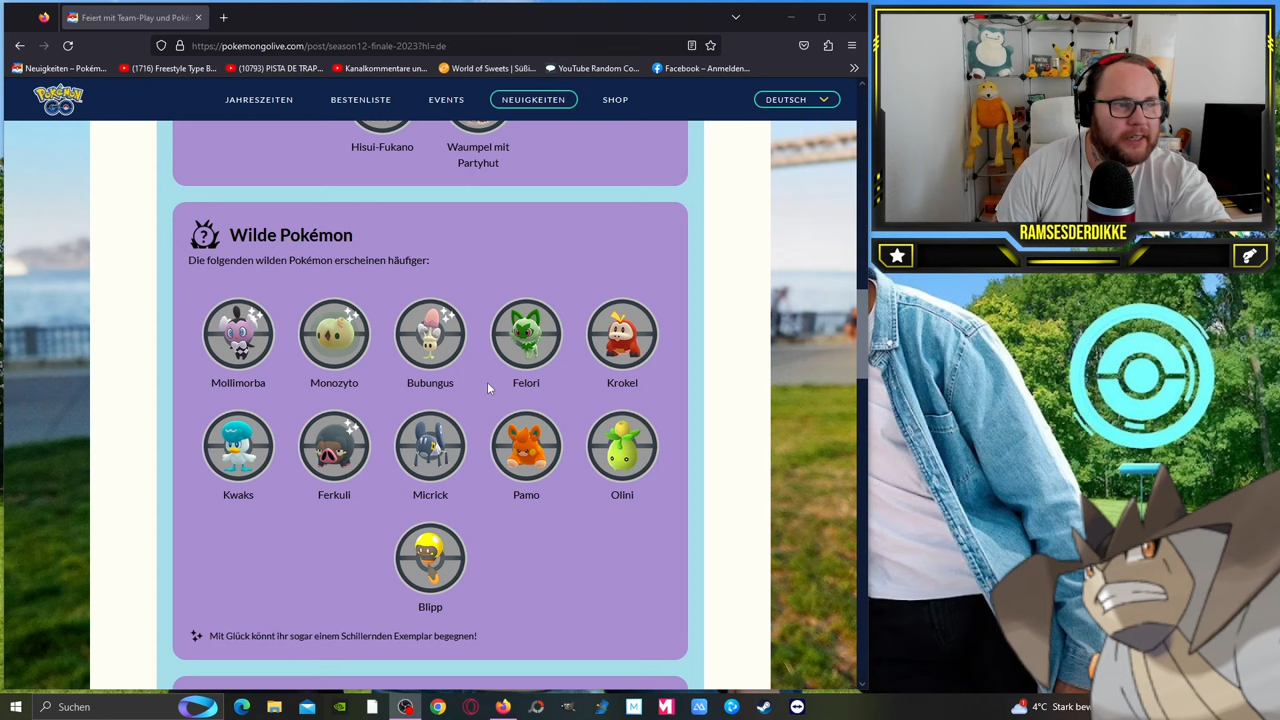 Feiert mit Team-Play und Poké
https://pokemongolive.com/post/season12-finale-2023?hl=de
Neuigkeiten – Pokém...
(1716) Freestyle Type B...
(10793) PISTA DE TRAP...
Kanalkommentare un...
World of Sweets | Süßi...
YouTube Random Co...
Facebook – Anmelden...
POKÉMON GO
JAHRESZEITEN
BESTENLISTE
EVENTS
NEUIGKEITEN
SHOP
DEUTSCH
Hisui-Fukano
Waumpel mit
Partyhut
Wilde Pokémon
Die folgenden wilden Pokémon erscheinen häufiger:
Mollimorba
Monozyto
Bubungus
Felori
Krokel
Kwaks
Ferkuli
Micrick
Pamo
Olini
Blipp
Mit Glück könnt ihr sogar einem Schillernden Exemplar begegnen!
RAMSESDERDIKKE
Suchen
4°C Stark bew